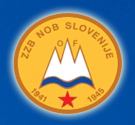 ZZB NOB SLOVENIJE
OF
1941 1945